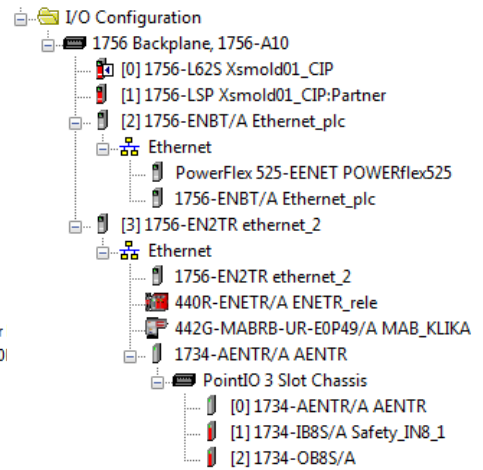 I/O Configuration
1756 Backplane, 1756-A10
[0] 1756-L62S Xsmold01_CIP
[1] 1756-LSP Xsmold01_CIP:Partner
[2] 1756-ENBT/A Ethernet_plc
Ethernet
PowerFlex 525-EENET POWERflex525
1756-ENBT/A Ethernet_plc
[3] 1756-EN2TR ethernet_2
Ethernet
1756-EN2TR ethernet_2
440R-ENETR/A ENETR_rele
442G-MABRB-UR-E0P49/A MAB_KLIKA
1734-AENTR/A AENTR
PointIO 3 Slot Chassis
[0] 1734-AENTR/A AENTR
[1] 1734-IB8S/A Safety_IN8_1
[2] 1734-OB8S/A